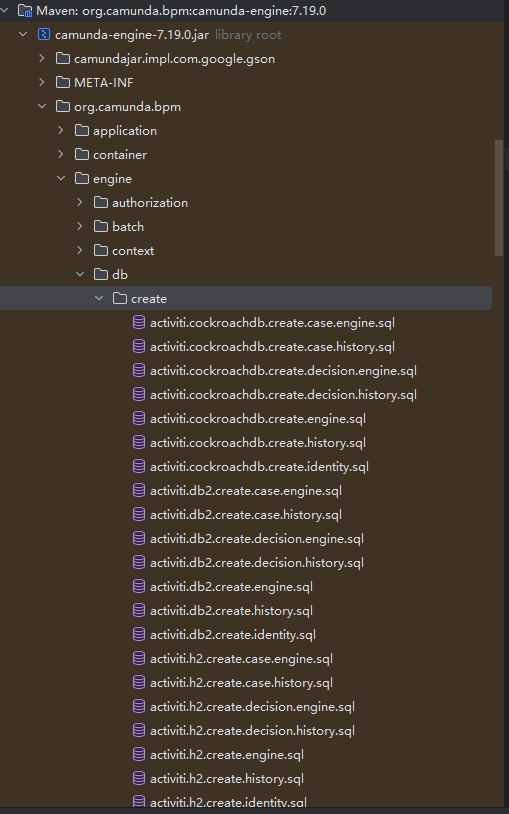 Maven: org.camunda.bpm:camunda-engine:7.19.0
camunda-engine-7.19.0.jar library root
camundajar.impl.com.google.gson
META-INF
org.camunda.bpm
application
container
engine
authorization
batch
context
db
create
activiti.cockroachdb.create.case.engine.sql
activiti.cockroachdb.create.case.history.sql
activiti.cockroachdb.create.decision.engine.sql
activiti.cockroachdb.create.decision.history.sql
activiti.cockroachdb.create.engine.sql
activiti.cockroachdb.create.history.sql
activiti.cockroachdb.create.identity.sql
activiti.db2.create.case.engine.sql
activiti.db2.create.case.history.sql
activiti.db2.create.decision.engine.sql
activiti.db2.create.decision.history.sql
activiti.db2.create.engine.sql
activiti.db2.create.history.sql
activiti.db2.create.identity.sql
activiti.h2.create.case.engine.sql
activiti.h2.create.case.history.sql
activiti.h2.create.decision.engine.sql
activiti.h2.create.decision.history.sql
activiti.h2.create.engine.sql
activiti.h2.create.history.sql
activiti.h2.create.identity.sql